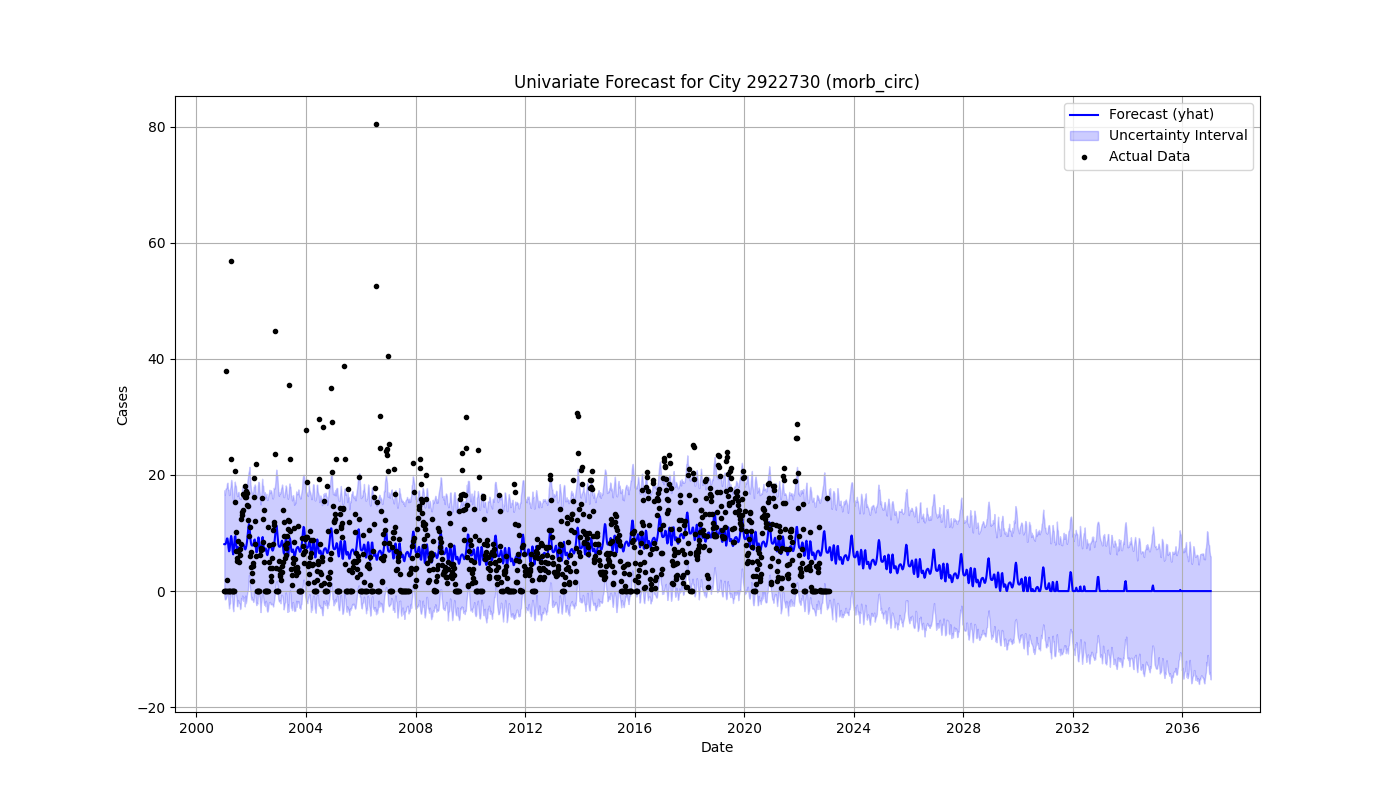 Univariate Forecast for City 2922730 (morb_circ)
Forecast (yhat)
Uncertainty Interval
Actual Data
80
60
40
20
0
−20
Cases
2000 2004 2008 2012 2016 2020 2024 2028 2032 2036
Date